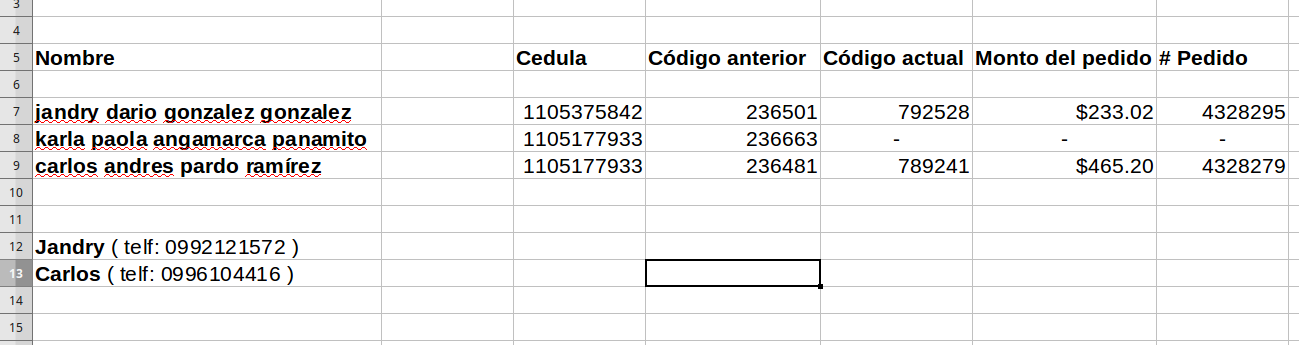 3
4
5 Nombre Cedula Código anterior Código actual Monto del pedido # Pedido
6
7 jandry dario gonzalez gonzalez 1105375842 236501 792528 $233.02 4328295
8 karla paola angamarca panamito 1105177933 236663 - - -
9 carlos andres pardo ramírez 1105177933 236481 789241 $465.20 4328279
10
11
12 Jandry ( telf: 0992121572 )
13 Carlos ( telf: 0996104416 )
14
15